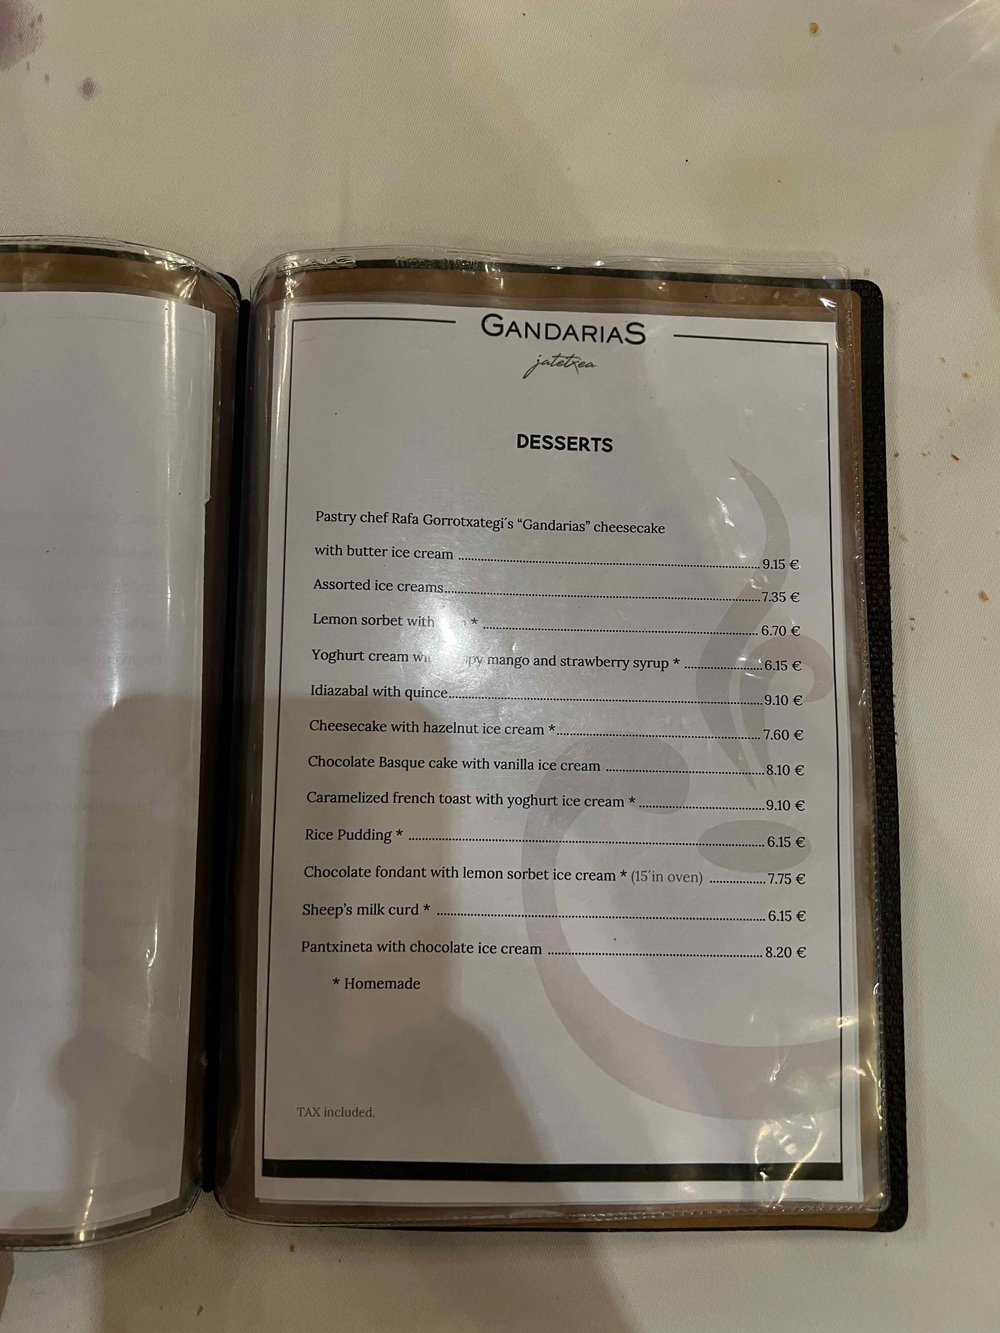 GANDARIAS
jatetxea
DESSERTS
Pastry chef Rafa Gorrotxategi´s “Gandarias” cheesecake
with butter ice cream ........ 9.15 €
Assorted ice creams ........ 7.35 €
Lemon sorbet with * ........ 6.70 €
Yoghurt cream mango and strawberry syrup * ........ 6.15 €
Idiazabal with quince ........ 9.10 €
Cheesecake with hazelnut ice cream * ........ 7.60 €
Chocolate Basque cake with vanilla ice cream ........ 8.10 €
Caramelized french toast with yoghurt ice cream * ........ 9.10 €
Rice Pudding * ........ 6.15 €
Chocolate fondant with lemon sorbet ice cream * (15´in oven) ........ 7.75 €
Sheep’s milk curd * ........ 6.15 €
Pantxineta with chocolate ice cream ........ 8.20 €
* Homemade
TAX included.